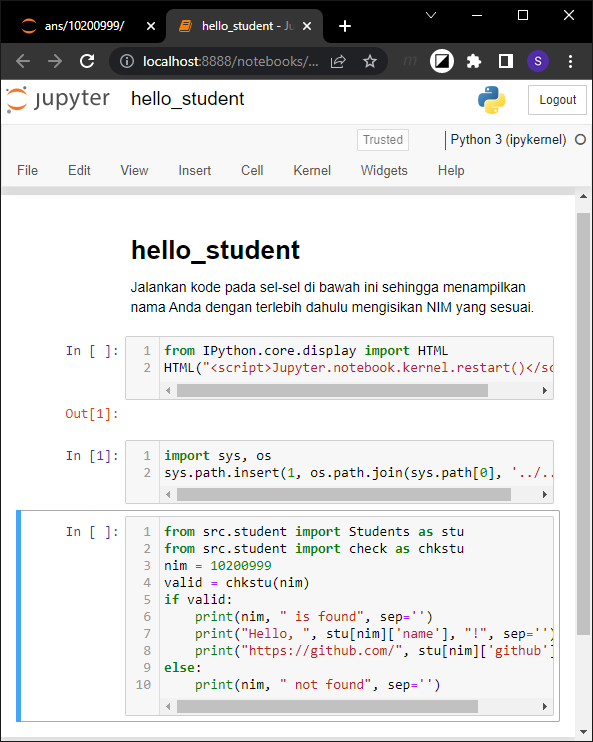 ans/10200999/
hello_student - Ju
localhost:8888/notebooks/...
S
jupyter hello_student
Logout
Trusted
Python 3 (ipykernel)
File Edit View Insert Cell Kernel Widgets Help
hello_student
Jalankan kode pada sel-sel di bawah ini sehingga menampilkan
nama Anda dengan terlebih dahulu mengisikan NIM yang sesuai.
In [ ]:
1 from IPython.core.display import HTML
2 HTML("<script>Jupyter.notebook.kernel.restart()</sc
Out[1]:
In [1]:
1 import sys, os
2 sys.path.insert(1, os.path.join(sys.path[0], '../..
In [ ]:
1 from src.student import Students as stu
2 from src.student import check as chkstu
3 nim = 10200999
4 valid = chkstu(nim)
5 if valid:
6     print(nim, " is found", sep='')
7     print("Hello, ", stu[nim]['name'], "!", sep='')
8     print("https://github.com/", stu[nim]['github']
9 else:
10     print(nim, " not found", sep='')